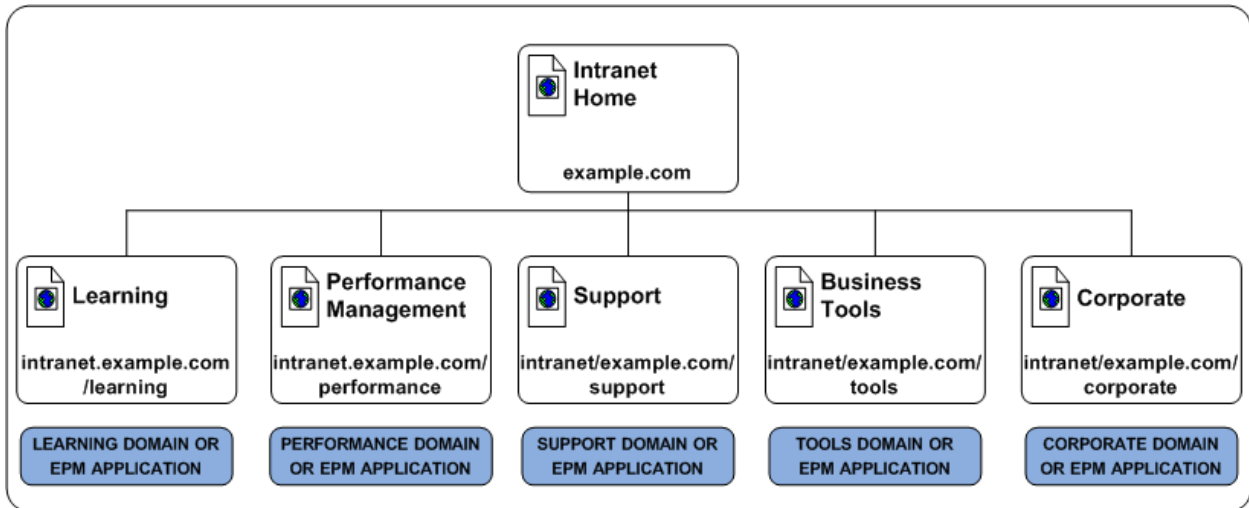 Intranet
Home
example.com
Learning
intranet.example.com
/learning
Performance
Management
intranet.example.com/
performance
Support
intranet/example.com/
support
Business
Tools
intranet/example.com/
tools
Corporate
intranet/example.com/
corporate
LEARNING DOMAIN OR
EPM APPLICATION
PERFORMANCE DOMAIN
OR EPM APPLICATION
SUPPORT DOMAIN OR
EPM APPLICATION
TOOLS DOMAIN OR
EPM APPLICATION
CORPORATE DOMAIN
OR EPM APPLICATION